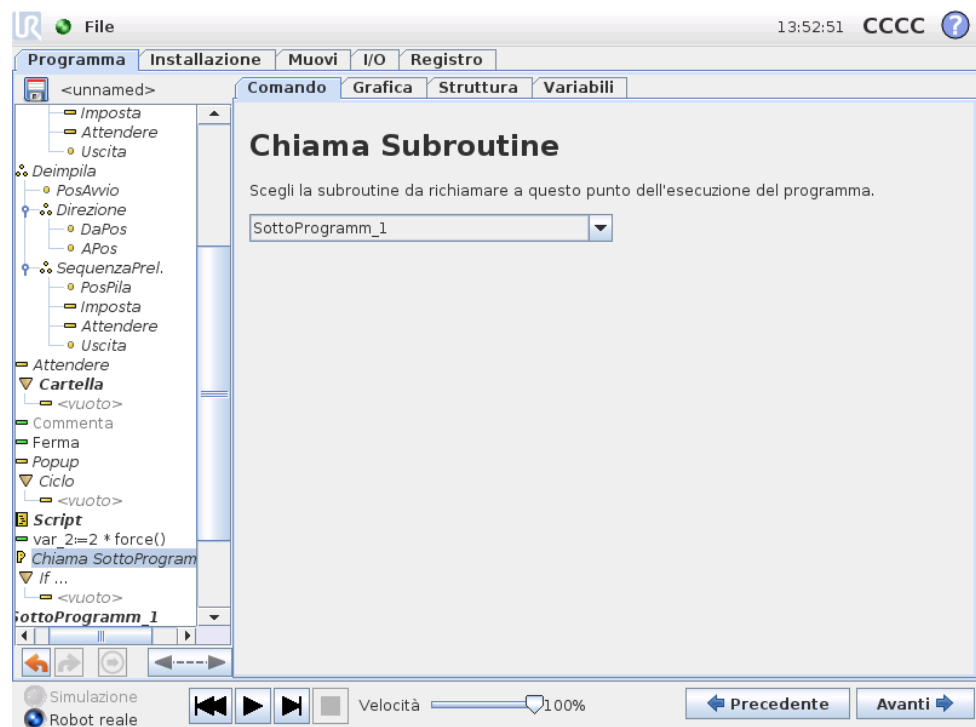 UR File 13:52:51 CCCC ?
Programma Installazione Muovi I/O Registro
<unnamed> Comando Grafica Struttura Variabili
Imposta
Attendere
Uscita
Deimpila
PosAvvio
Direzione
DaPos
APos
SequenzaPrel.
PosPila
Imposta
Attendere
Uscita
Attendere
Cartella
<vuoto>
Commenta
Ferma
Popup
Ciclo
<vuoto>
Script
var_2:=2 * force()
Chiama SottoProgram
If ...
<vuoto>
SottoProgramm_1
Chiama Subroutine
Scegli la subroutine da richiamare a questo punto dell'esecuzione del programma.
SottoProgramm_1
Simulazione
Robot reale
Velocità 100%
Precedente Avanti